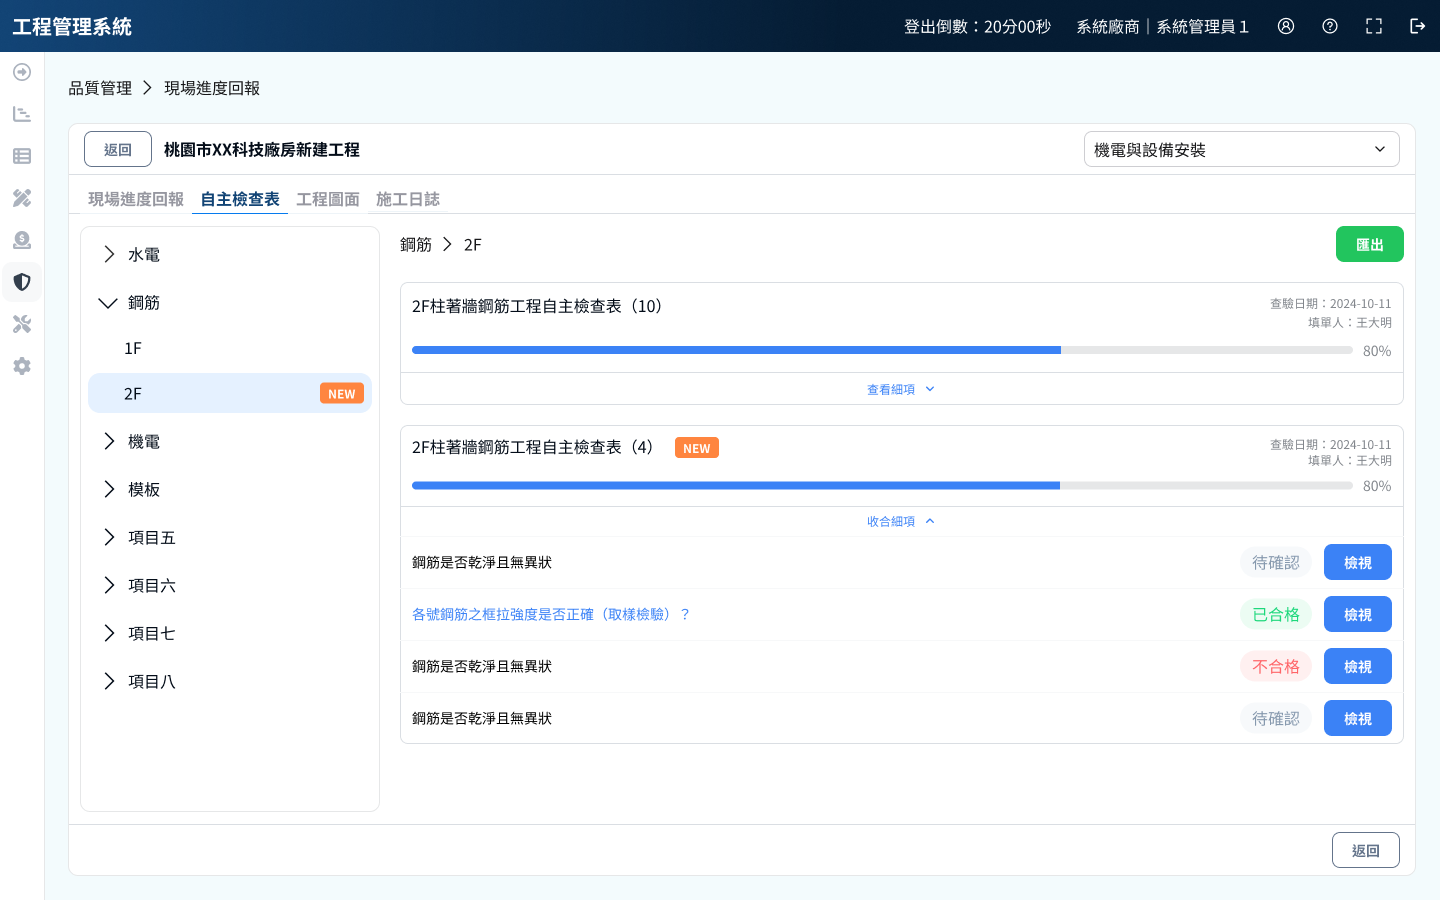 工程管理系統
登出倒數：20分00秒
系統廠商｜系統管理員１
品質管理
現場進度回報
返回
桃園市XX科技廠房新建工程
機電與設備安裝
現場進度回報
自主檢查表
工程圖面
施工日誌
水電
鋼筋
1F
2F
NEW
機電
模板
項目五
項目六
項目七
項目八
鋼筋
2F
匯出
2F柱著牆鋼筋工程自主檢查表（10）
查驗日期：2024-10-11
填單人：王大明
80%
查看細項
2F柱著牆鋼筋工程自主檢查表（4）
NEW
查驗日期：2024-10-11
填單人：王大明
80%
收合細項
鋼筋是否乾淨且無異狀
待確認
檢視
各號鋼筋之框拉強度是否正確（取樣檢驗）？
已合格
檢視
鋼筋是否乾淨且無異狀
不合格
檢視
鋼筋是否乾淨且無異狀
待確認
檢視
返回